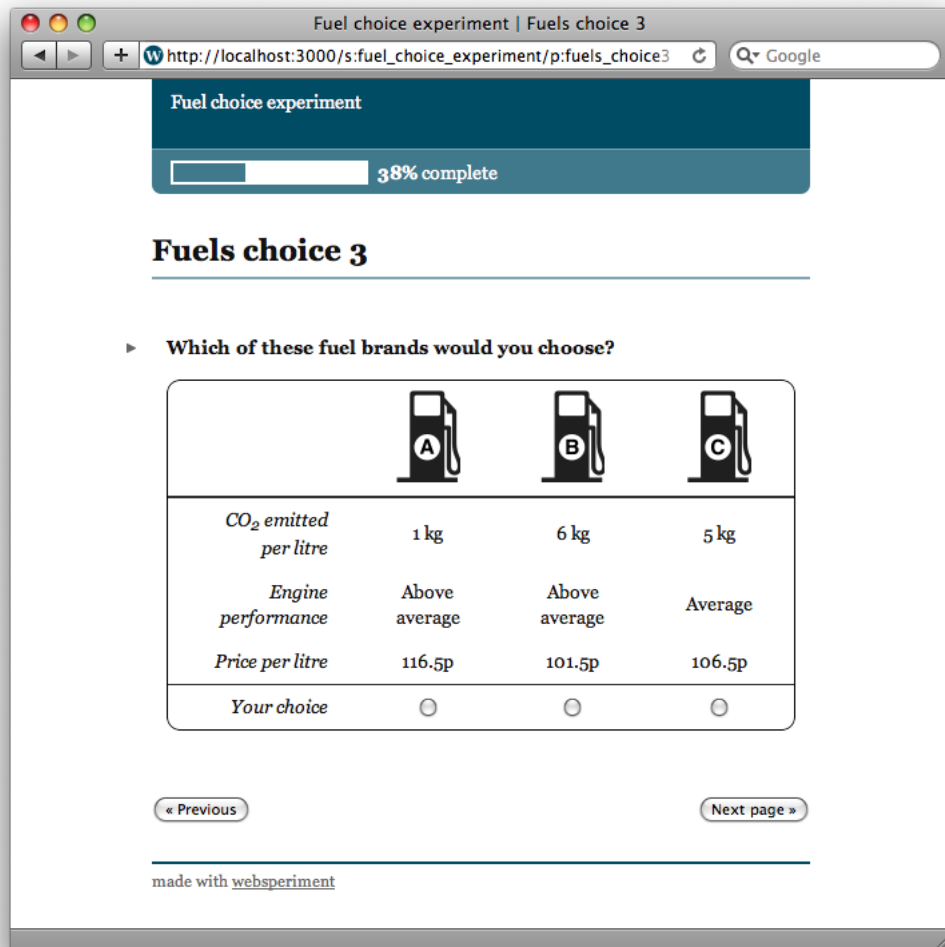 Fuel choice experiment | Fuels choice 3
+ W http://localhost:3000/s:fuel_choice_experiment/p:fuels_choice3 Google
Fuel choice experiment
38% complete
Fuels choice 3
Which of these fuel brands would you choose?
A B C
CO₂ emitted
per litre
1 kg 6 kg 5 kg
Engine
performance
Above
average
Above
average
Average
Price per litre 116.5p 101.5p 106.5p
Your choice
« Previous Next page »
made with websperiment